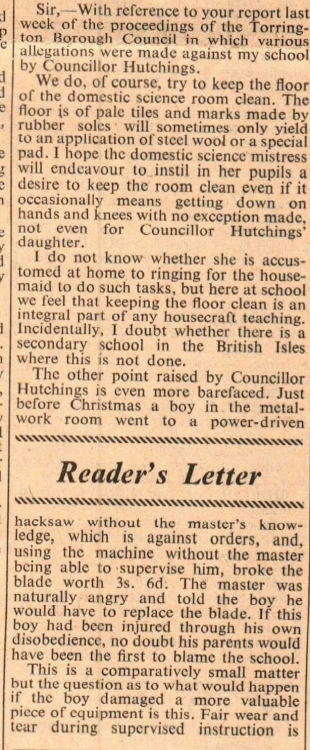 Sir,—With reference to your report last
week of the proceedings of the Torring-
ton Borough Council in which various
allegations were made against my school
by Councillor Hutchings.
We do, of course, try to keep the floor
of the domestic science room clean. The
floor is of pale tiles and marks made by
rubber soles will sometimes only yield
to an application of steel wool or a special
pad. I hope the domestic science mistress
will endeavour to instil in her pupils a
desire to keep the room clean even if it
occasionally means getting down on
hands and knees with no exception made,
not even for Councillor Hutchings'
daughter.
I do not know whether she is accus-
tomed at home to ringing for the house-
maid to do such tasks, but here at school
we feel that keeping the floor clean is an
integral part of any housecraft teaching.
Incidentally, I doubt whether there is a
secondary school in the British Isles
where this is not done.
The other point raised by Councillor
Hutchings is even more barefaced. Just
before Christmas a boy in the metal-
work room went to a power-driven
Reader's Letter
hacksaw without the master's know-
ledge, which is against orders, and,
using the machine without the master
being able to supervise him, broke the
blade worth 3s. 6d. The master was
naturally angry and told the boy he
would have to replace the blade. If this
boy had been injured through his own
disobedience, no doubt his parents would
have been the first to blame the school.
This is a comparatively small matter
but the question as to what would happen
if the boy damaged a more valuable
piece of equipment is this. Fair wear and
tear during supervised instruction is